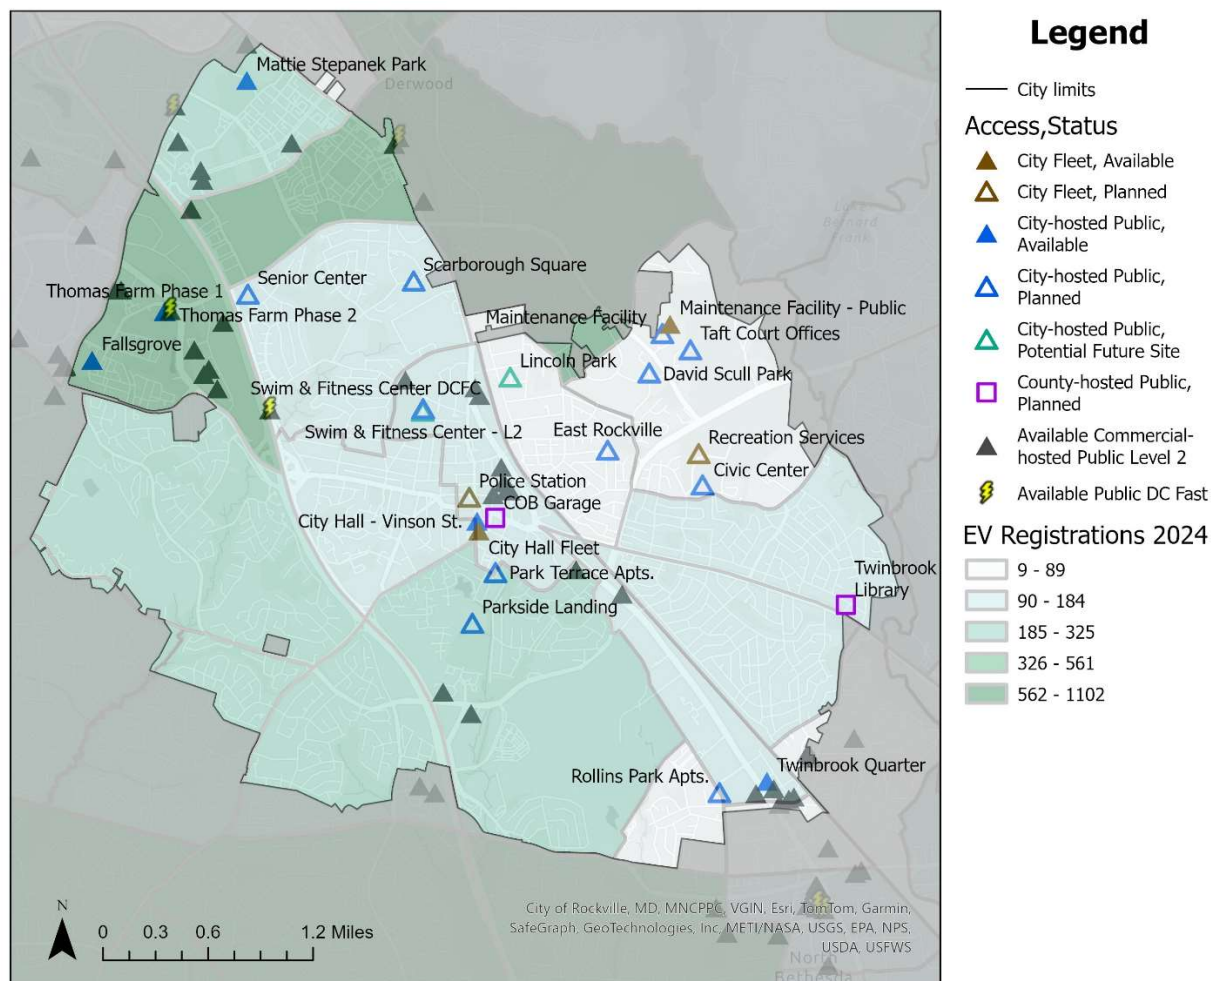 Mattie Stepanek Park
Derwood
Lake
Bernard
Frank
Senior Center
Scarborough Square
Thomas Farm Phase 1
Thomas Farm Phase 2
Maintenance Facility - Public
Maintenance Facility
Taft Court Offices
Fallsgrove
Lincoln Park
David Scull Park
Swim & Fitness Center DCFC
Swim & Fitness Center - L2
East Rockville
Recreation Services
Civic Center
Police Station
COB Garage
City Hall - Vinson St.
City Hall Fleet
Park Terrace Apts.
Parkside Landing
Twinbrook
Library
Rollins Park Apts.
Twinbrook Quarter
N
0 0.3 0.6 1.2 Miles
City of Rockville, MD, MNCPPC, VGIN, Esri, TomTom, Garmin,
SafeGraph, GeoTechnologies, Inc, METI/NASA, USGS, EPA, NPS,
USDA, USFWS
North
Bethesda
Legend
City limits
Access,Status
City Fleet, Available
City Fleet, Planned
City-hosted Public,
Available
City-hosted Public,
Planned
City-hosted Public,
Potential Future Site
County-hosted Public,
Planned
Available Commercial-
hosted Public Level 2
Available Public DC Fast
EV Registrations 2024
9 - 89
90 - 184
185 - 325
326 - 561
562 - 1102